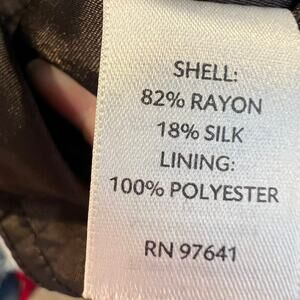 SHELL:
82% RAYON
18% SILK
LINING:
100% POLYESTER
RN 97641